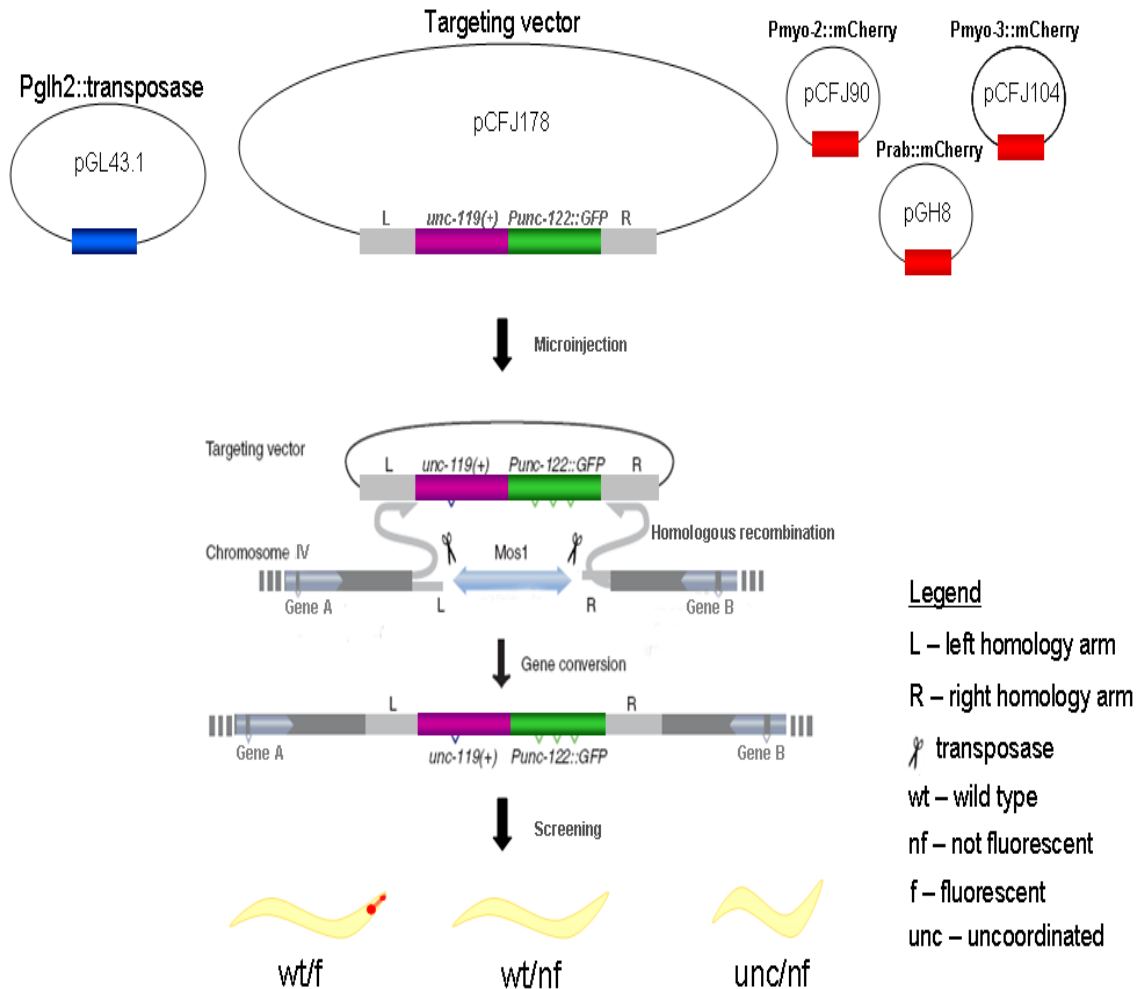 Targeting vector
Pmyo-2::mCherry
Pmyo-3::mCherry
Pglh2::transposase
pCFJ90
pCFJ104
pCFJ178
Prab::mCherry
pGL43.1
L unc-119(+) Punc-122::GFP R
pGH8
Microinjection
Targeting vector
L unc-119(+) Punc-122::GFP R
Homologous recombination
Chromosome IV
Mos1
Gene A
L
R
Gene B
Gene conversion
L
R
Gene A
unc-119(+) Punc-122::GFP
Gene B
Screening
wt/f
wt/nf
unc/nf
Legend
L – left homology arm
R – right homology arm
transposase
wt – wild type
nf – not fluorescent
f – fluorescent
unc – uncoordinated